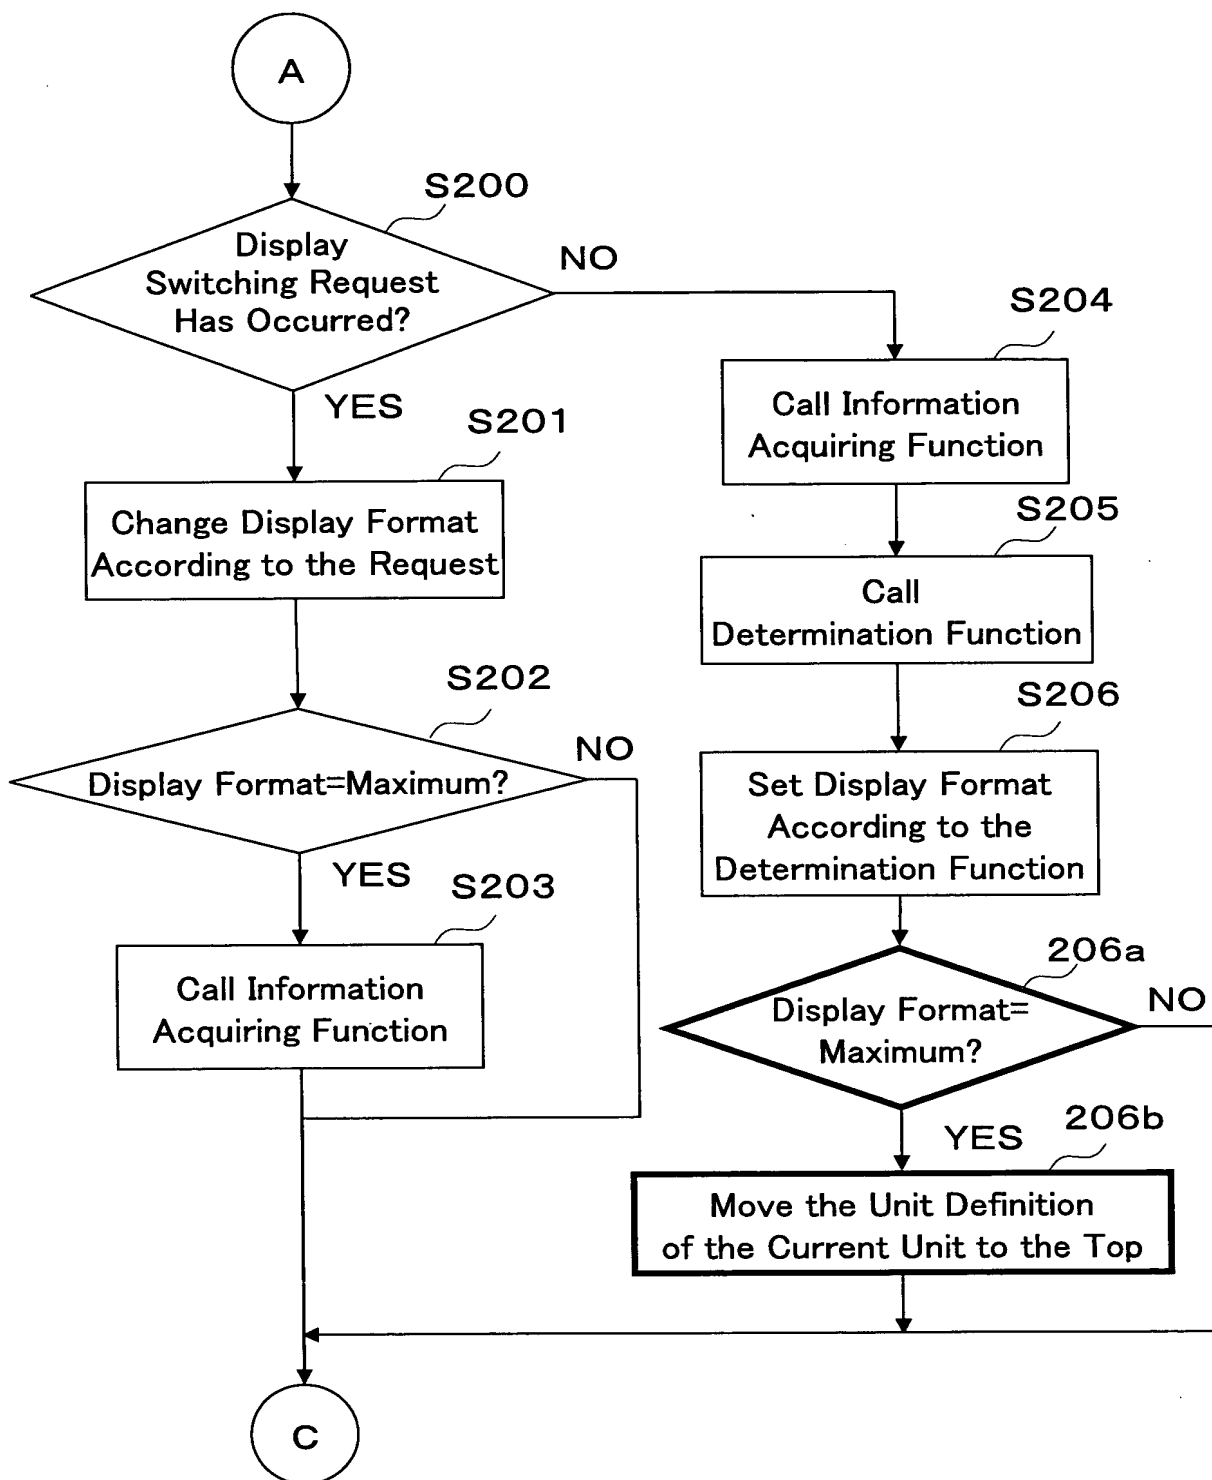 A
S200
Display
Switching Request
Has Occurred?
NO
YES
S201
Change Display Format
According to the Request
S202
Display Format=Maximum?
NO
YES
S203
Call Information
Acquiring Function
S204
Call Information
Acquiring Function
S205
Call
Determination Function
S206
Set Display Format
According to the
Determination Function
206a
Display Format=
Maximum?
NO
YES
206b
Move the Unit Definition
of the Current Unit to the Top
C